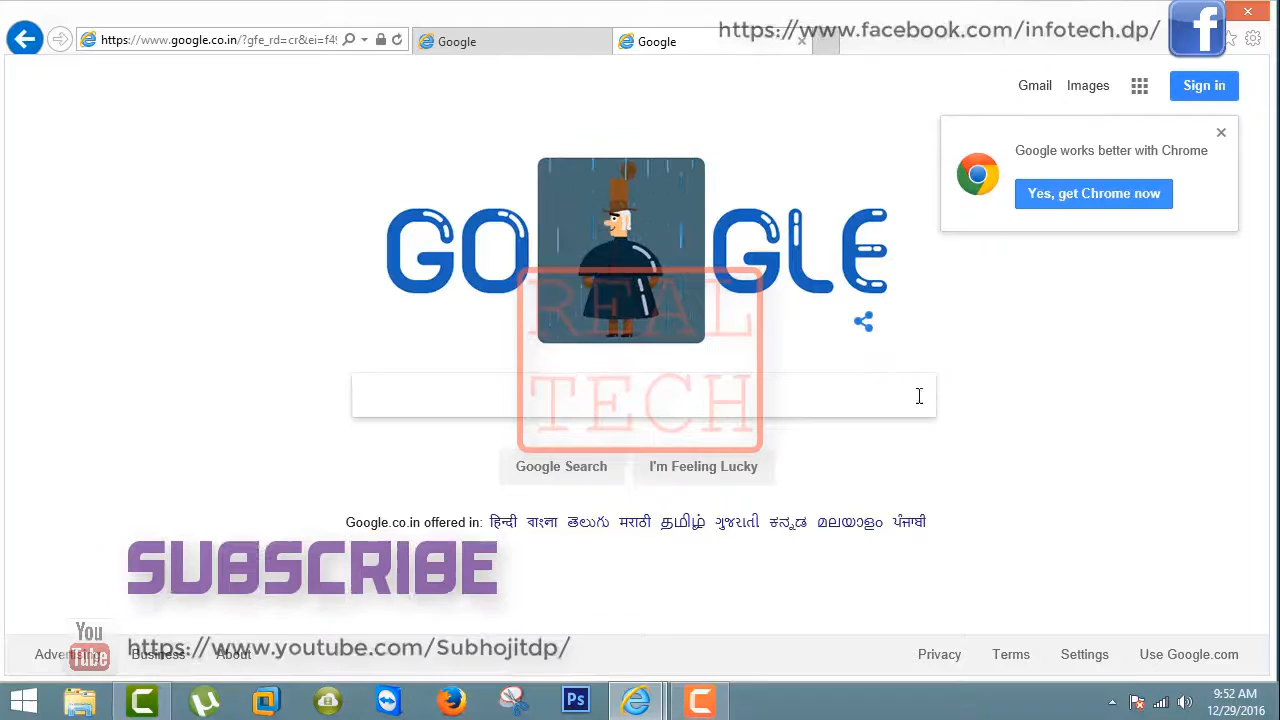 https://www.facebook.com/infotech.dp/
https://www.google.co.in/?gfe_rd=cr&ei=f49
Google
Google
Gmail
Images
Sign in
Google works better with Chrome
Yes, get Chrome now
GO GLE
REAL
TECH
Google Search
I'm Feeling Lucky
Google.co.in offered in: हिन्दी বাংলা తెలుగు मराठी தமிழ் ગુજરાતી ಕನ್ನಡ മലയാളം ਪੰਜਾਬੀ
SUBSCRIBE
You
Tube
https://www.youtube.com/Subhojitdp/
Advertising
Business
About
Privacy
Terms
Settings
Use Google.com
Ps
9:52 AM
12/29/2016